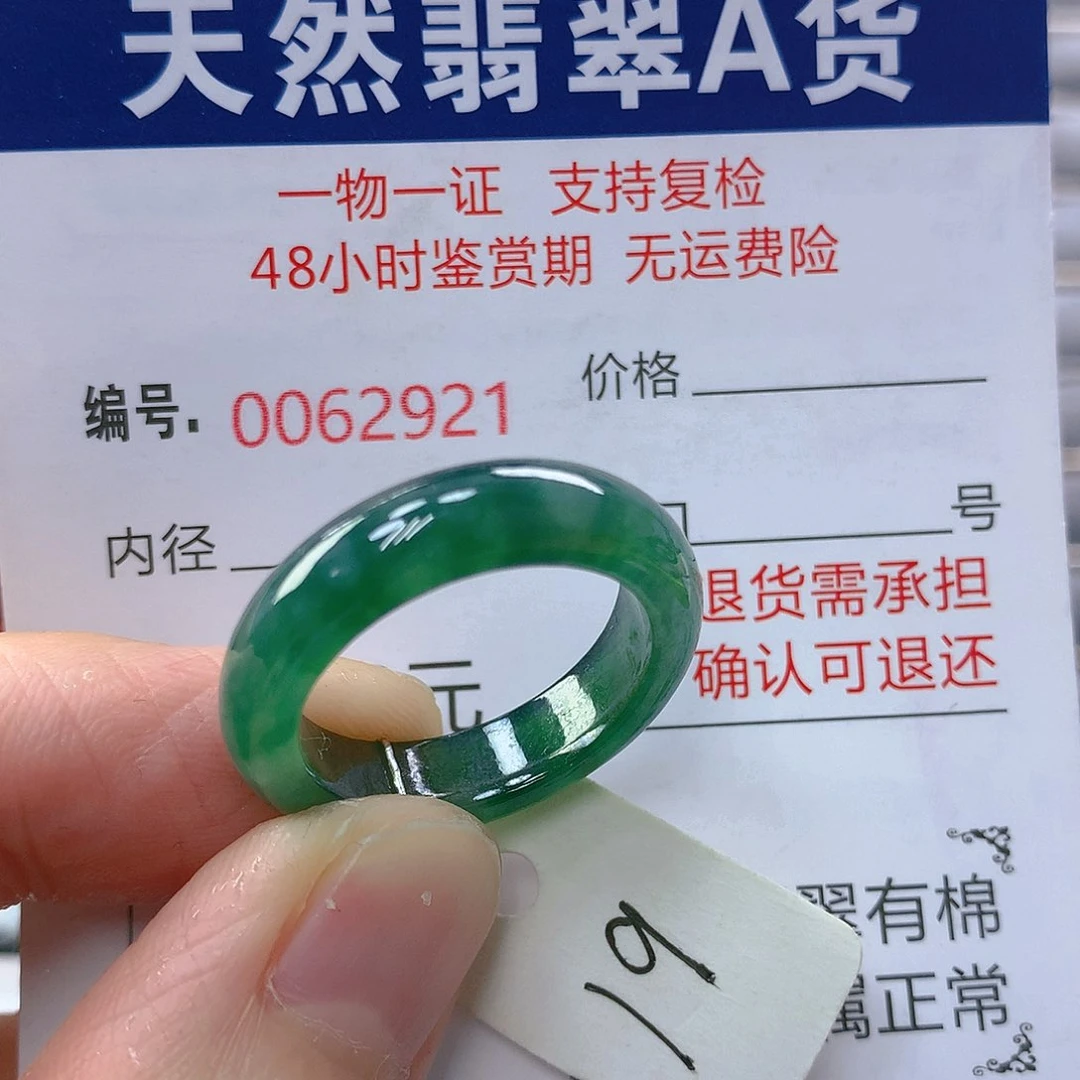 天然翡翠A货
一物一证 支持复检
48小时鉴赏期 无运费险
价格
编号. 0062921
内径 号
退货需承担
元
确认可退还
翠有棉
属正常
19